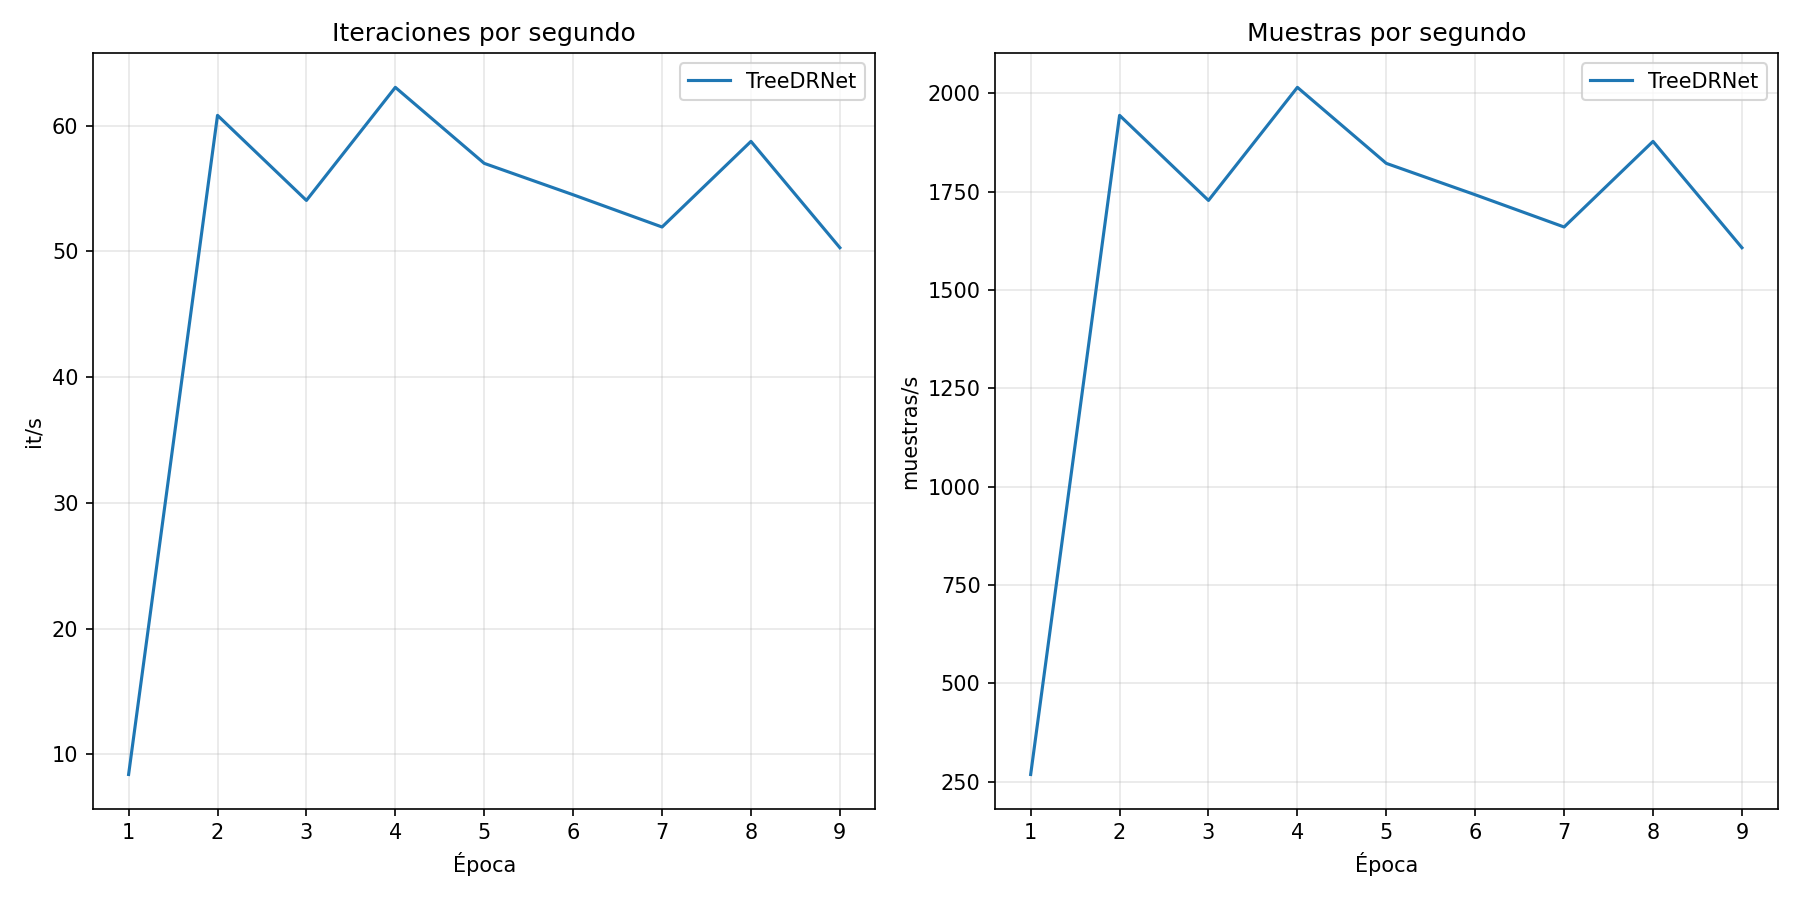 Iteraciones por segundo
TreeDRNet
60
50
40
30
20
10
it/s
1 2 3 4 5 6 7 8 9
Época
Muestras por segundo
TreeDRNet
2000
1750
1500
1250
1000
750
500
250
muestras/s
1 2 3 4 5 6 7 8 9
Época